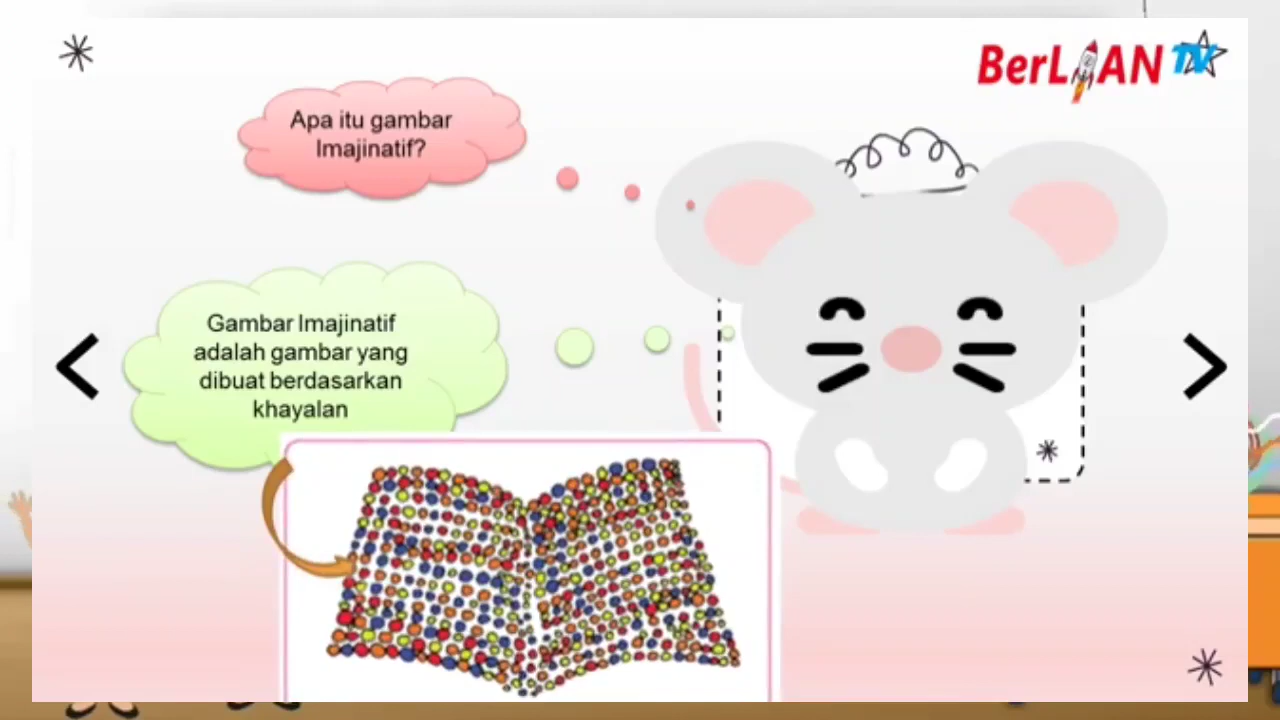 BerLIAN TV
Apa itu gambar
Imajinatif?
Gambar Imajinatif
adalah gambar yang
dibuat berdasarkan
khayalan